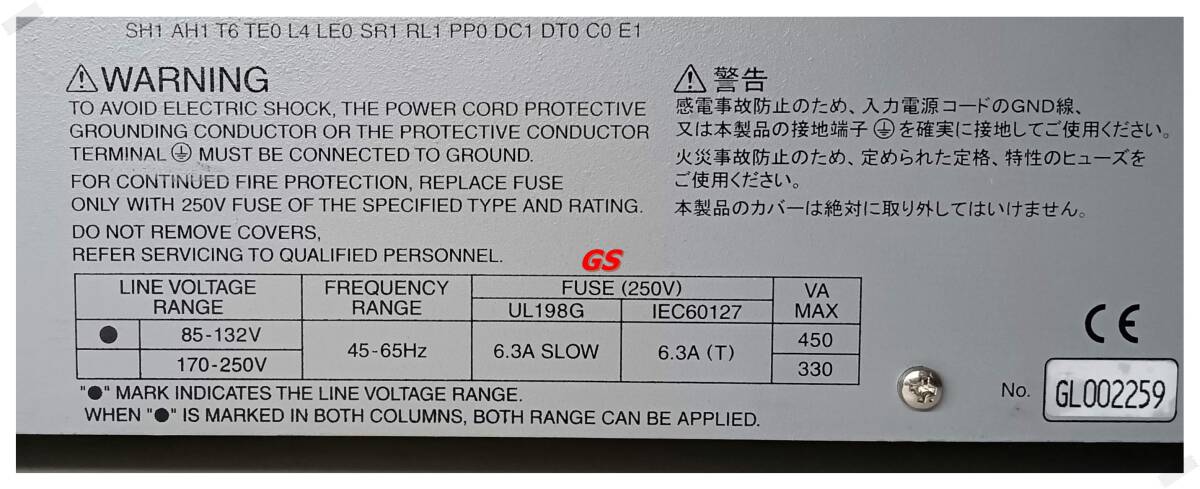 SH1 AH1 T6 TE0 L4 LE0 SR1 RL1 PP0 DC1 DT0 C0 E1
⚠WARNING
TO AVOID ELECTRIC SHOCK, THE POWER CORD PROTECTIVE
GROUNDING CONDUCTOR OR THE PROTECTIVE CONDUCTOR
TERMINAL ⏚ MUST BE CONNECTED TO GROUND.
FOR CONTINUED FIRE PROTECTION, REPLACE FUSE
ONLY WITH 250V FUSE OF THE SPECIFIED TYPE AND RATING.
DO NOT REMOVE COVERS,
REFER SERVICING TO QUALIFIED PERSONNEL.
⚠ 警告
感電事故防止のため、入力電源コードのGND線、
又は本製品の接地端子⏚を確実に接地してご使用ください。
火災事故防止のため、定められた定格、特性のヒューズを
ご使用ください。
本製品のカバーは絶対に取り外してはいけません。
GS
LINE VOLTAGE RANGE FREQUENCY RANGE FUSE (250V) VA MAX
UL198G IEC60127
● 85-132V 45-65Hz 6.3A SLOW 6.3A (T) 450
170-250V 330
"●" MARK INDICATES THE LINE VOLTAGE RANGE.
WHEN "●" IS MARKED IN BOTH COLUMNS, BOTH RANGE CAN BE APPLIED.
CE
No. GL002259